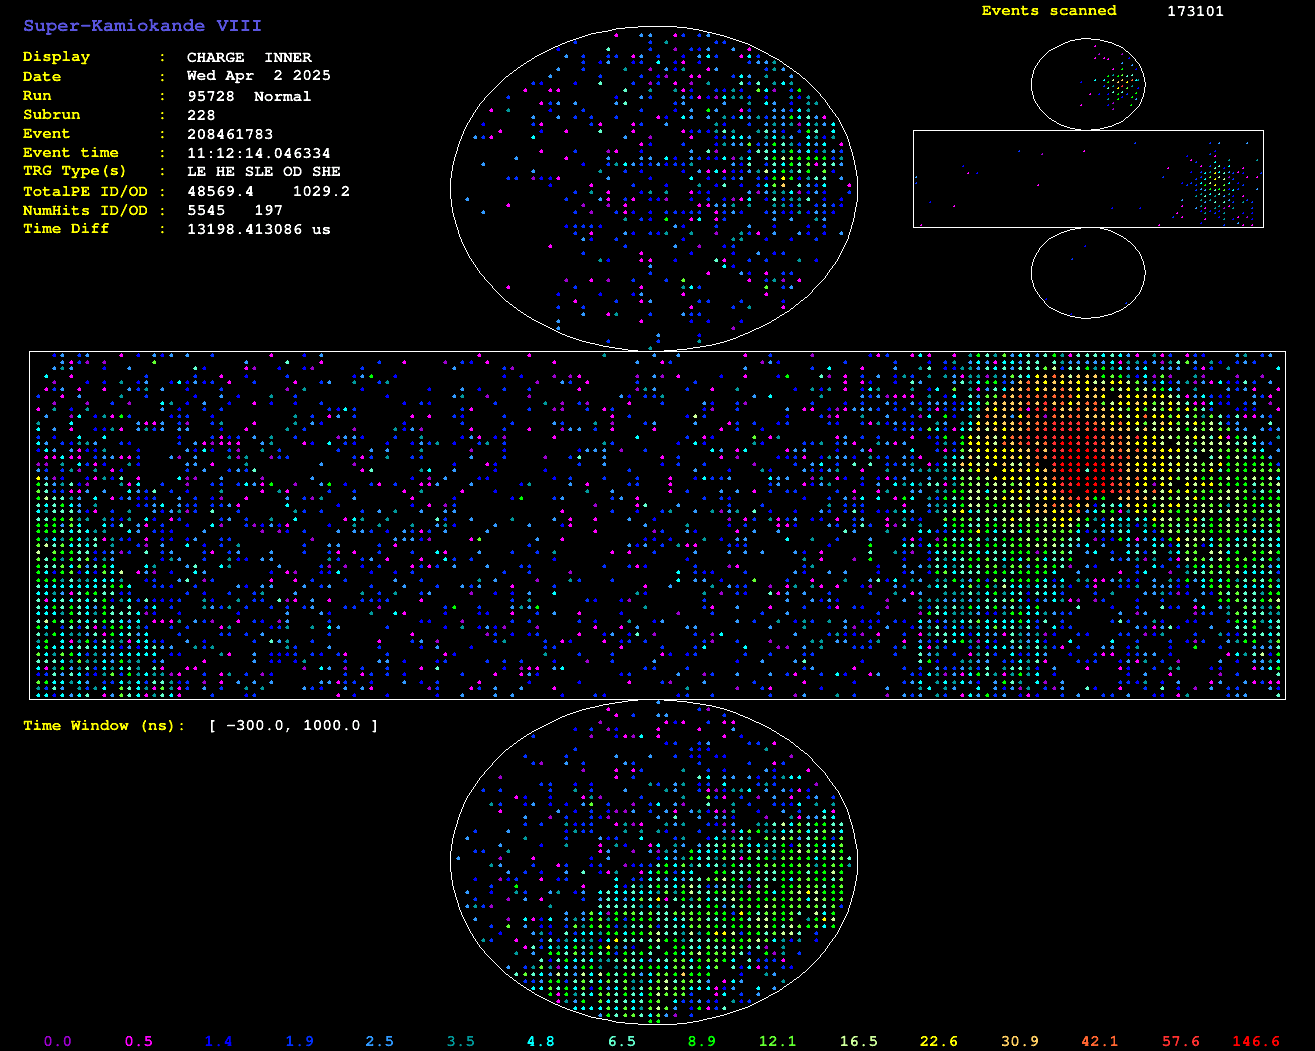 Super-Kamiokande VIII
Events scanned 173101
Display : CHARGE INNER
Date : Wed Apr 2 2025
Run : 95728 Normal
Subrun : 228
Event : 208461783
Event time : 11:12:14.046334
TRG Type(s) : LE HE SLE OD SHE
TotalPE ID/OD : 48569.4 1029.2
NumHits ID/OD : 5545 197
Time Diff : 13198.413086 us
Time Window (ns): [ -300.0, 1000.0 ]
0.0 0.5 1.4 1.9 2.5 3.5 4.8 6.5 8.9 12.1 16.5 22.6 30.9 42.1 57.6 146.6